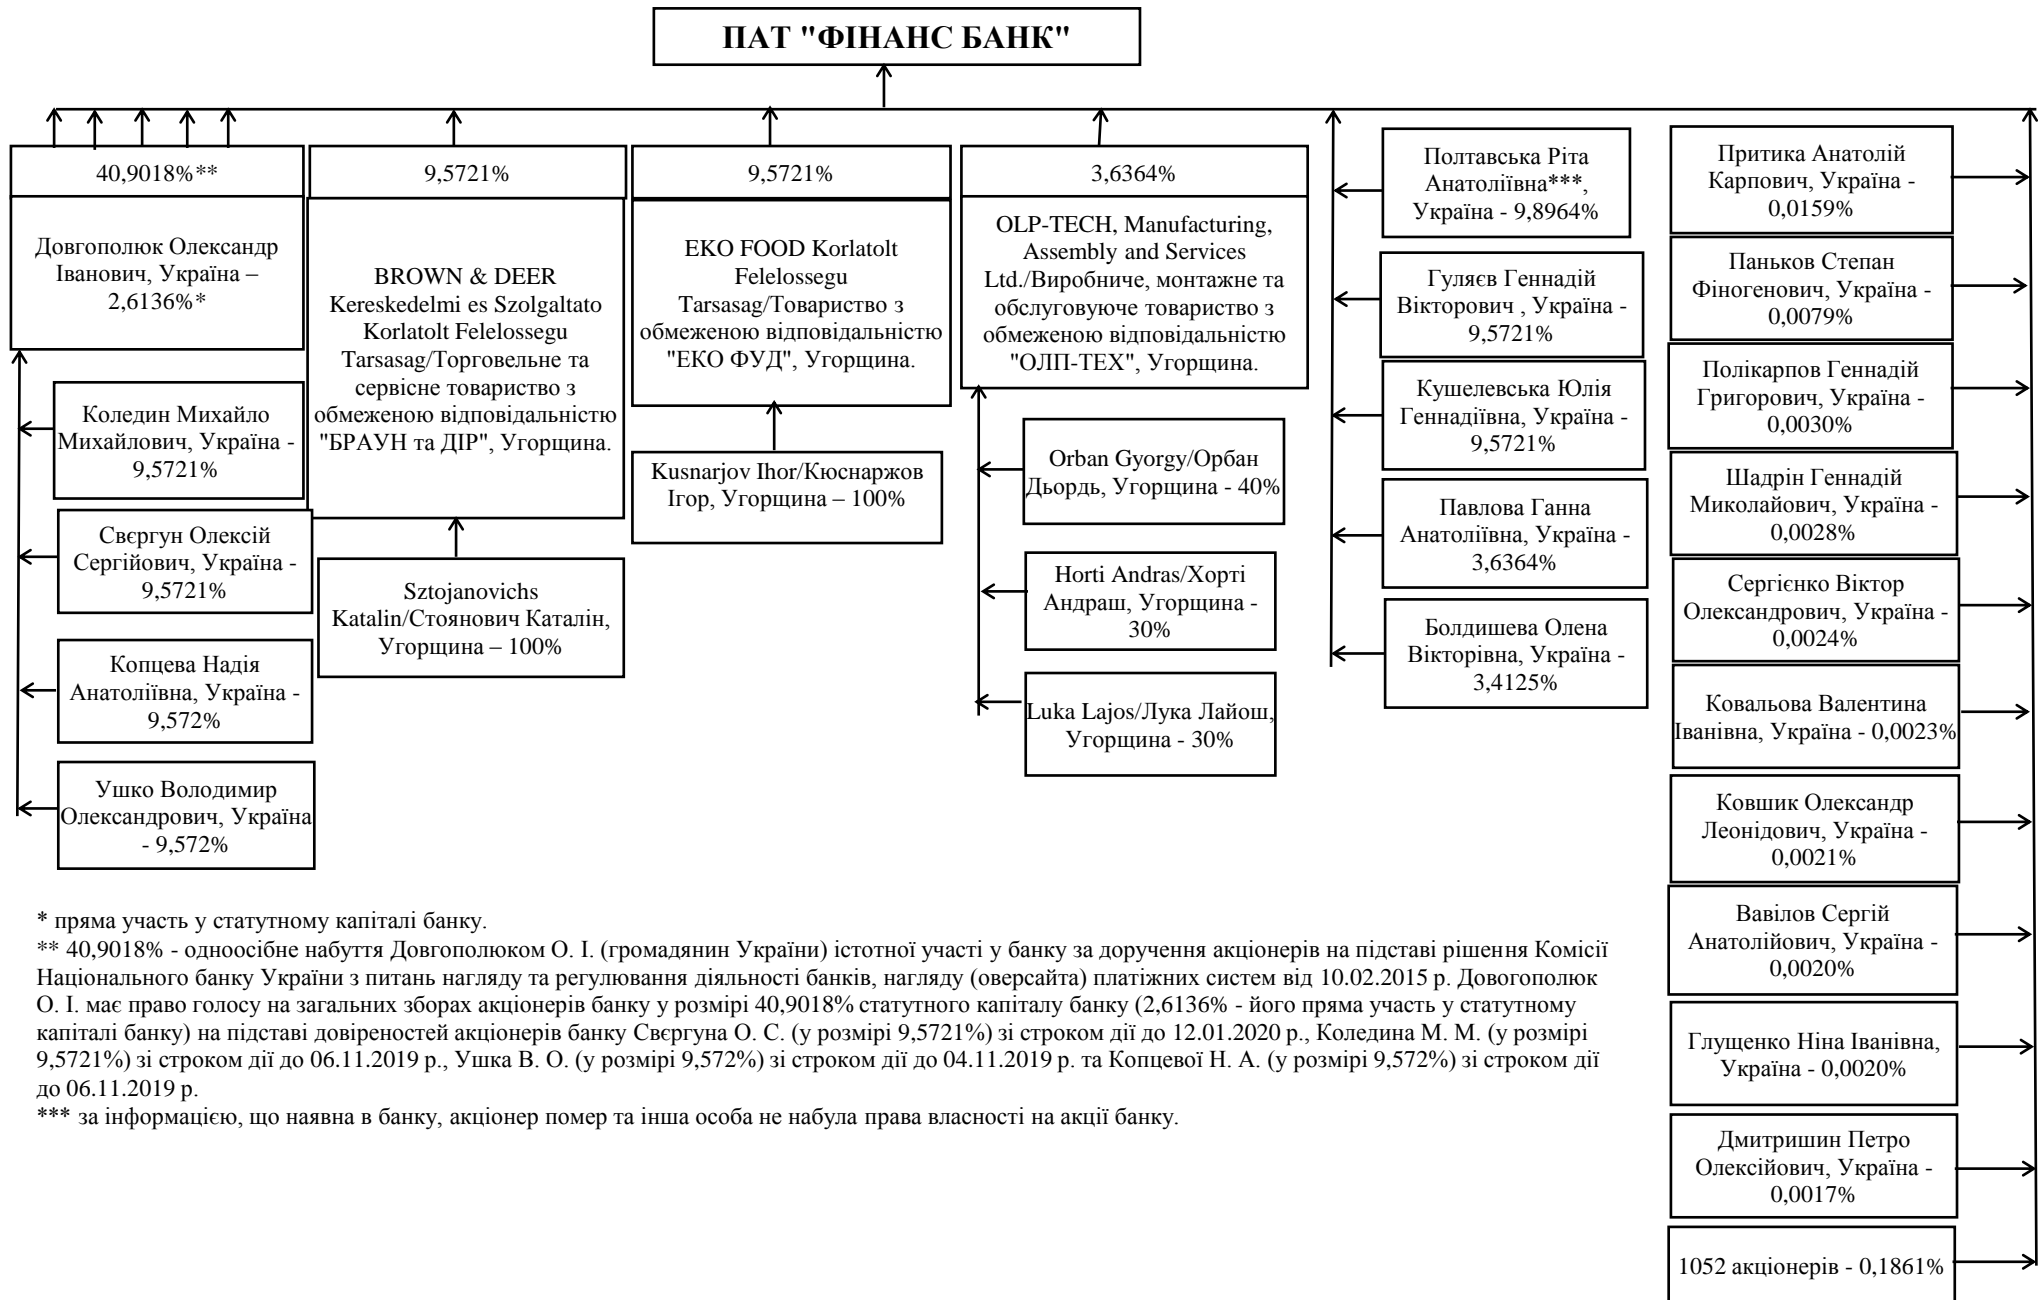 ПАТ "ФІНАНС БАНК"
40,9018%**
Довгополюк Олександр
Іванович, Україна –
2,6136%*
Коледин Михайло
Михайлович, Україна -
9,5721%
Свєргун Олексій
Сергійович, Україна -
9,5721%
Копцева Надія
Анатоліївна, Україна -
9,572%
Ушко Володимир
Олександрович, Україна
- 9,572%
9,5721%
BROWN & DEER
Kereskedelmi es Szolgaltato
Korlatolt Felelossegu
Tarsasag/Торговельне та
сервісне товариство з
обмеженою відповідальністю
"БРАУН та ДІР", Угорщина.
Sztojanovichs
Katalin/Стоянович Каталін,
Угорщина – 100%
9,5721%
EKO FOOD Korlatolt
Felelossegu
Tarsasag/Товариство з
обмеженою відповідальністю
"ЕКО ФУД", Угорщина.
Kusnarjov Ihor/Кюснаржов
Ігор, Угорщина – 100%
3,6364%
OLP-TECH, Manufacturing,
Assembly and Services
Ltd./Виробниче, монтажне та
обслуговуюче товариство з
обмеженою відповідальністю
"ОЛП-ТЕХ", Угорщина.
Orban Gyorgy/Орбан
Дьордь, Угорщина - 40%
Horti Andras/Хорті
Андраш, Угорщина -
30%
Luka Lajos/Лука Лайош,
Угорщина - 30%
Полтавська Ріта
Анатоліївна***,
Україна - 9,8964%
Гуляєв Геннадій
Вікторович , Україна -
9,5721%
Кушелевська Юлія
Геннадіївна, Україна -
9,5721%
Павлова Ганна
Анатоліївна, Україна -
3,6364%
Болдишева Олена
Вікторівна, Україна -
3,4125%
Притика Анатолій
Карпович, Україна -
0,0159%
Паньков Степан
Фіногенович, Україна -
0,0079%
Полікарпов Геннадій
Григорович, Україна -
0,0030%
Шадрін Геннадій
Миколайович, Україна -
0,0028%
Сергієнко Віктор
Олександрович, Україна -
0,0024%
Ковальова Валентина
Іванівна, Україна - 0,0023%
Ковшик Олександр
Леонідович, Україна -
0,0021%
Вавілов Сергій
Анатолійович, Україна -
0,0020%
Глущенко Ніна Іванівна,
Україна - 0,0020%
Дмитришин Петро
Олексійович, Україна -
0,0017%
1052 акціонерів - 0,1861%
* пряма участь у статутному капіталі банку.
** 40,9018% - одноосібне набуття Довгополюком О. І. (громадянин України) істотної участі у банку за доручення акціонерів на підставі рішення Комісії
Національного банку України з питань нагляду та регулювання діяльності банків, нагляду (оверсайта) платіжних систем від 10.02.2015 р. Довогополюк
О. І. має право голосу на загальних зборах акціонерів банку у розмірі 40,9018% статутного капіталу банку (2,6136% - його пряма участь у статутному
капіталі банку) на підставі довіреностей акціонерів банку Свєргуна О. С. (у розмірі 9,5721%) зі строком дії до 12.01.2020 р., Коледина М. М. (у розмірі
9,5721%) зі строком дії до 06.11.2019 р., Ушка В. О. (у розмірі 9,572%) зі строком дії до 04.11.2019 р. та Копцевої Н. А. (у розмірі 9,572%) зі строком дії
до 06.11.2019 р.
*** за інформацією, що наявна в банку, акціонер помер та інша особа не набула права власності на акції банку.